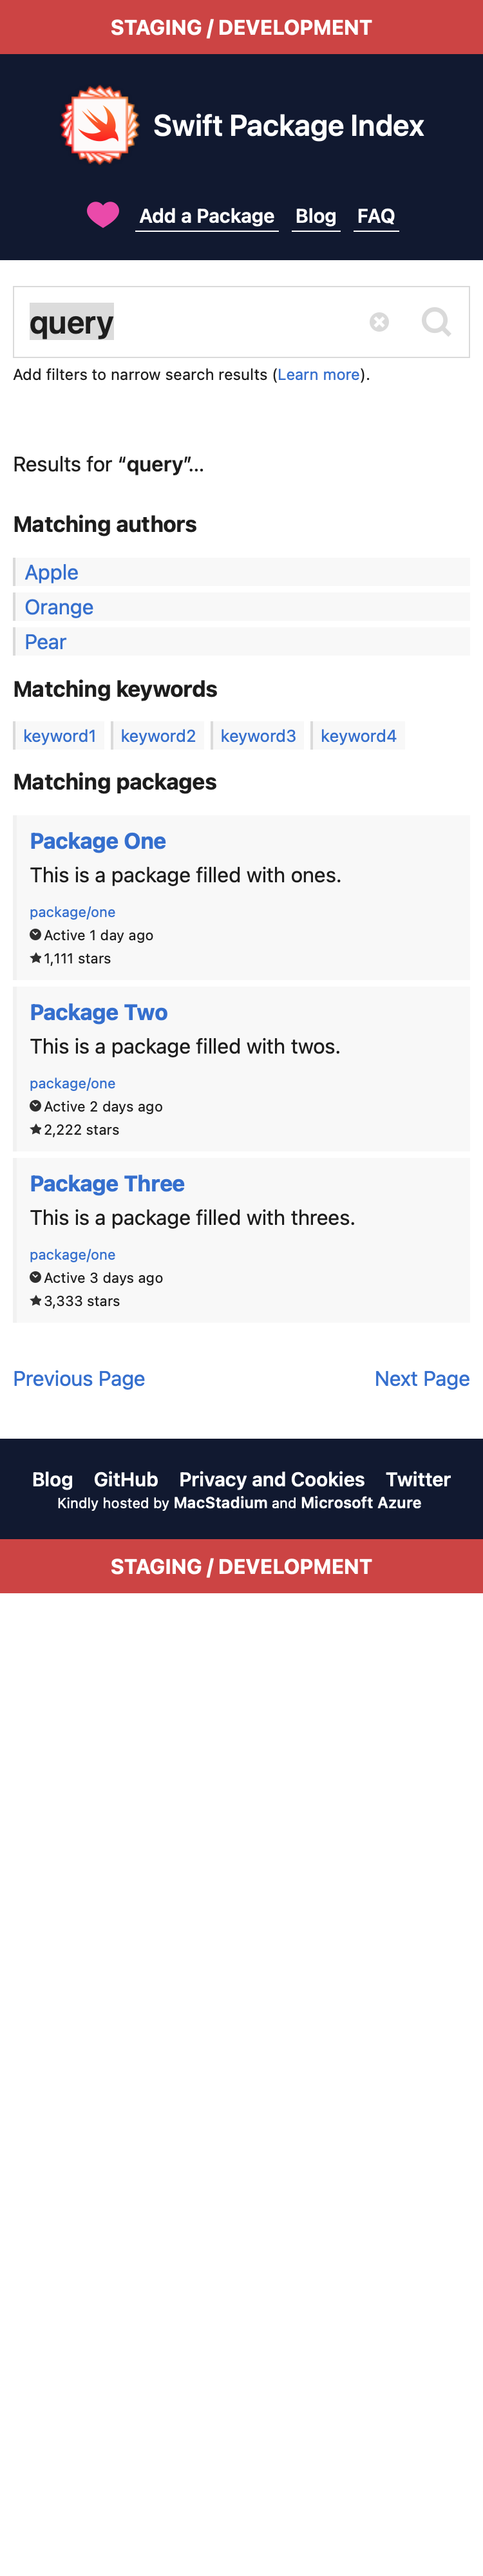 STAGING / DEVELOPMENT
Swift Package Index
Add a Package Blog FAQ
query
Add filters to narrow search results (Learn more).
Results for “query”…
Matching authors
Apple
Orange
Pear
Matching keywords
keyword1 keyword2 keyword3 keyword4
Matching packages
Package One
This is a package filled with ones.
package/one
Active 1 day ago
1,111 stars
Package Two
This is a package filled with twos.
package/one
Active 2 days ago
2,222 stars
Package Three
This is a package filled with threes.
package/one
Active 3 days ago
3,333 stars
Previous Page Next Page
Blog GitHub Privacy and Cookies Twitter
Kindly hosted by MacStadium and Microsoft Azure
STAGING / DEVELOPMENT